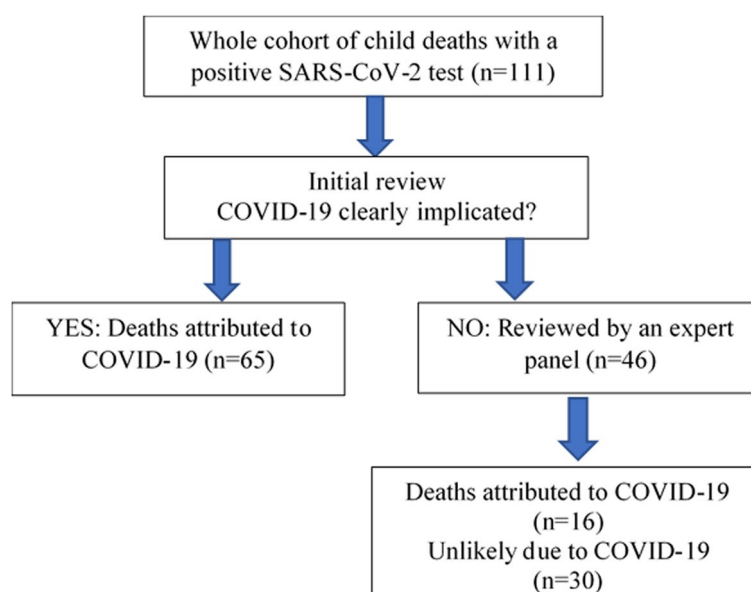 Whole cohort of child deaths with a
positive SARS-CoV-2 test (n=111)
Initial review
COVID-19 clearly implicated?
YES: Deaths attributed to
COVID-19 (n=65)
NO: Reviewed by an expert
panel (n=46)
Deaths attributed to COVID-19
(n=16)
Unlikely due to COVID-19
(n=30)